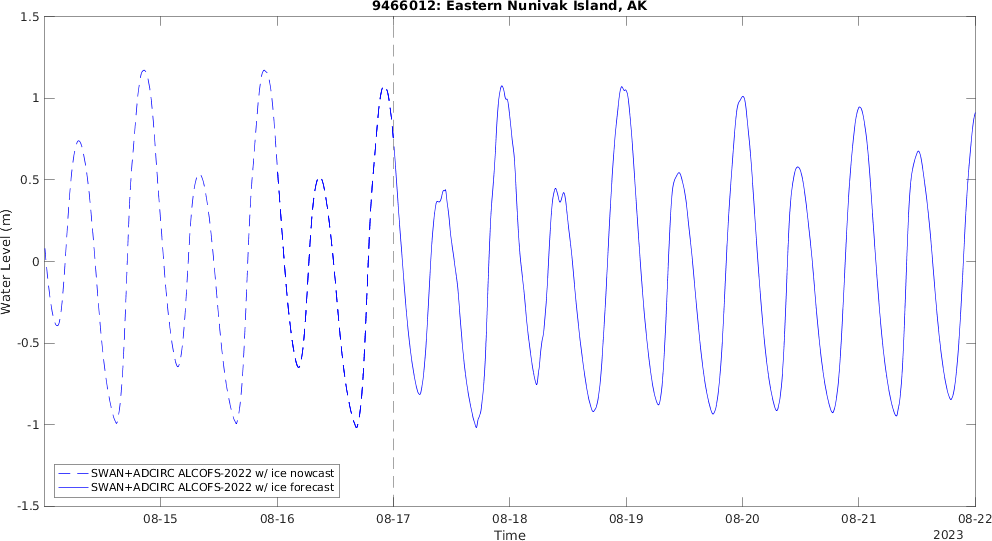 9466012: Eastern Nunivak Island, AK
1.5
1
0.5
0
-0.5
-1
-1.5
Water Level (m)
SWAN+ADCIRC ALCOFS-2022 w/ ice nowcast
SWAN+ADCIRC ALCOFS-2022 w/ ice forecast
08-15 08-16 08-17 08-18 08-19 08-20 08-21 08-22
Time
2023